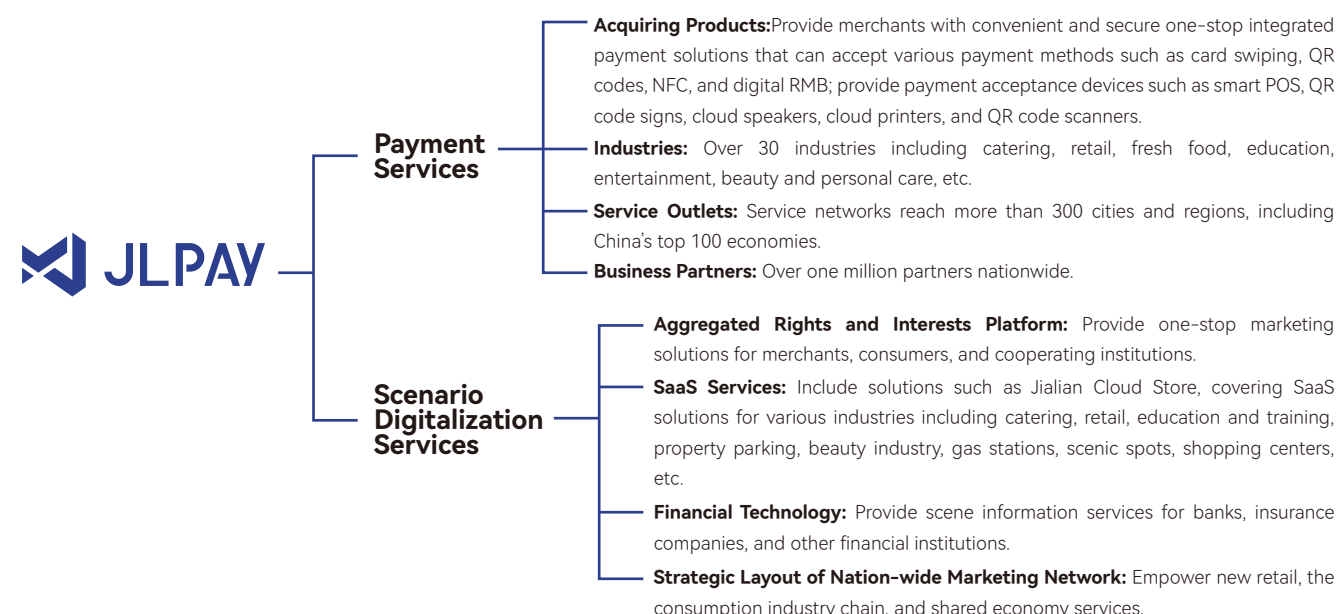 JLPAY
Payment
Services
Acquiring Products:Provide merchants with convenient and secure one-stop integrated
payment solutions that can accept various payment methods such as card swiping, QR
codes, NFC, and digital RMB; provide payment acceptance devices such as smart POS, QR
code signs, cloud speakers, cloud printers, and QR code scanners.
Industries: Over 30 industries including catering, retail, fresh food, education,
entertainment, beauty and personal care, etc.
Service Outlets: Service networks reach more than 300 cities and regions, including
China's top 100 economies.
Business Partners: Over one million partners nationwide.
Scenario
Digitalization
Services
Aggregated Rights and Interests Platform: Provide one-stop marketing
solutions for merchants, consumers, and cooperating institutions.
SaaS Services: Include solutions such as Jialian Cloud Store, covering SaaS
solutions for various industries including catering, retail, education and training,
property parking, beauty industry, gas stations, scenic spots, shopping centers,
etc.
Financial Technology: Provide scene information services for banks, insurance
companies, and other financial institutions.
Strategic Layout of Nation-wide Marketing Network: Empower new retail, the
consumption industry chain, and shared economy services.